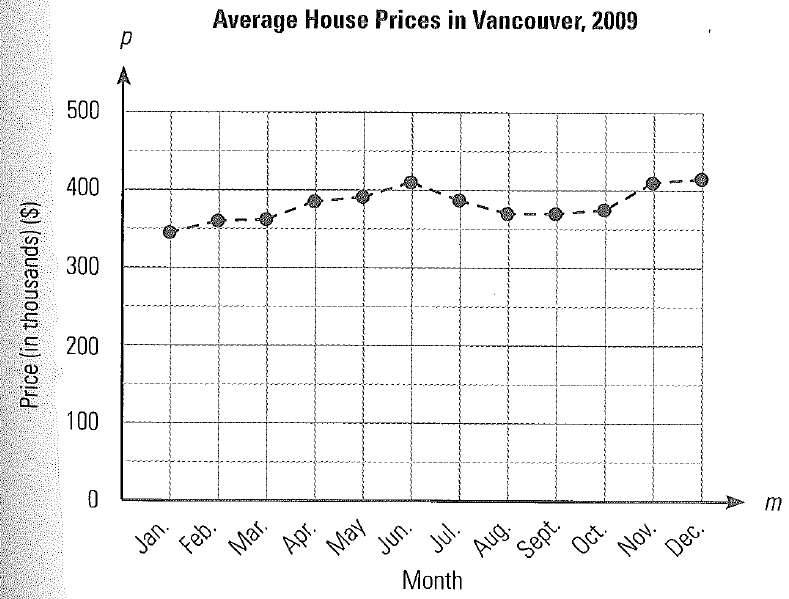 Average House Prices in Vancouver, 2009
p
500
400
300
200
100
0
Price (in thousands) ($)
Jan.
Feb.
Mar.
Apr.
May
Jun.
Jul.
Aug.
Sept.
Oct.
Nov.
Dec.
m
Month